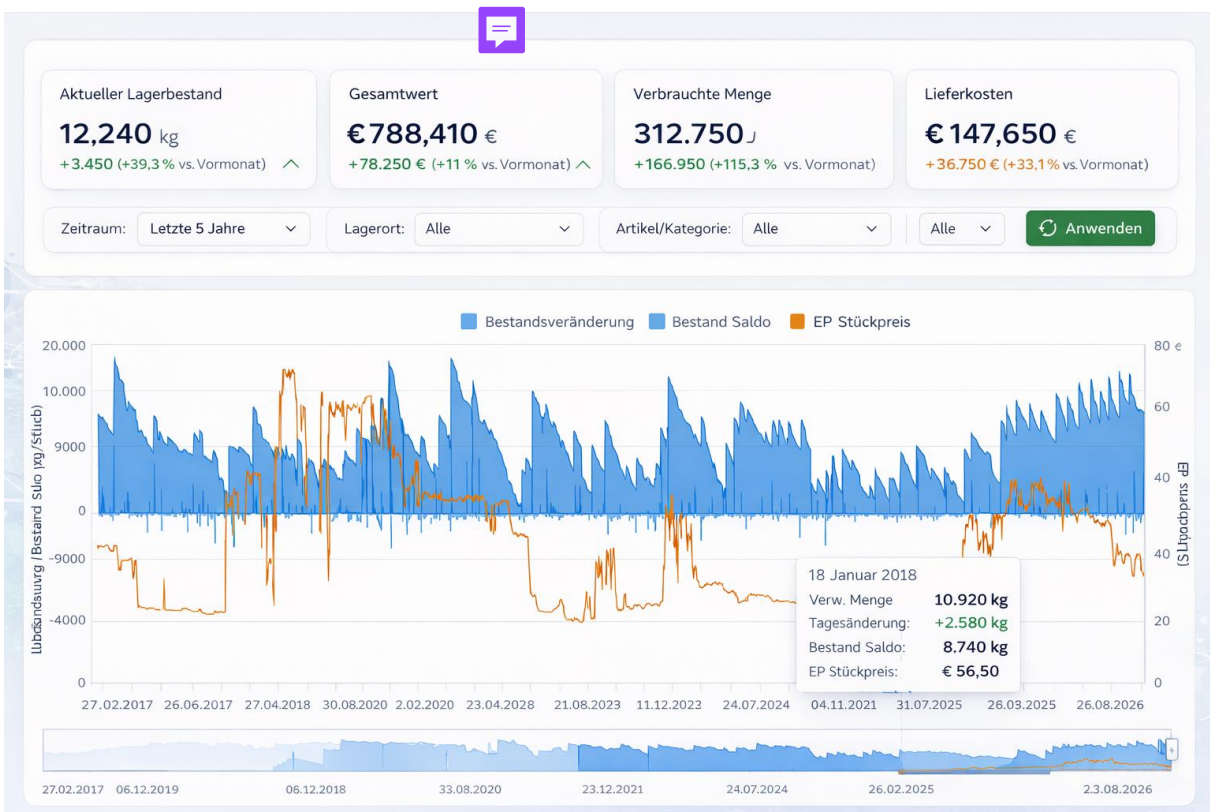 Aktueller Lagerbestand
12,240 kg
+3.450 (+39,3 % vs. Vormonat)
Gesamtwert
€ 788,410 €
+78.250 € (+11 % vs. Vormonat)
Verbrauchte Menge
312.750
+166.950 (+115,3 % vs. Vormonat)
Lieferkosten
€ 147,650 €
+36.750 € (+33,1 % vs. Vormonat)
Zeitraum: Letzte 5 Jahre
Lagerort: Alle
Artikel/Kategorie: Alle
Alle
Anwenden
Bestandsveränderung Bestand Saldo EP Stückpreis
20.000
10.000
9000
0
-9000
-4000
0
80 e
60
40
40
20
0
18 Januar 2018
Verw. Menge 10.920 kg
Tagesänderung: +2.580 kg
Bestand Saldo: 8.740 kg
EP Stückpreis: € 56,50
27.02.2017 26.06.2017 27.04.2018 30.08.2020 2.02.2020 23.04.2028 21.08.2023 11.12.2023 24.07.2024 04.11.2021 31.07.2025 26.03.2025 26.08.2026
27.02.2017 06.12.2019 06.12.2018 33.08.2020 23.12.2021 24.07.2024 26.02.2025 23.08.2026